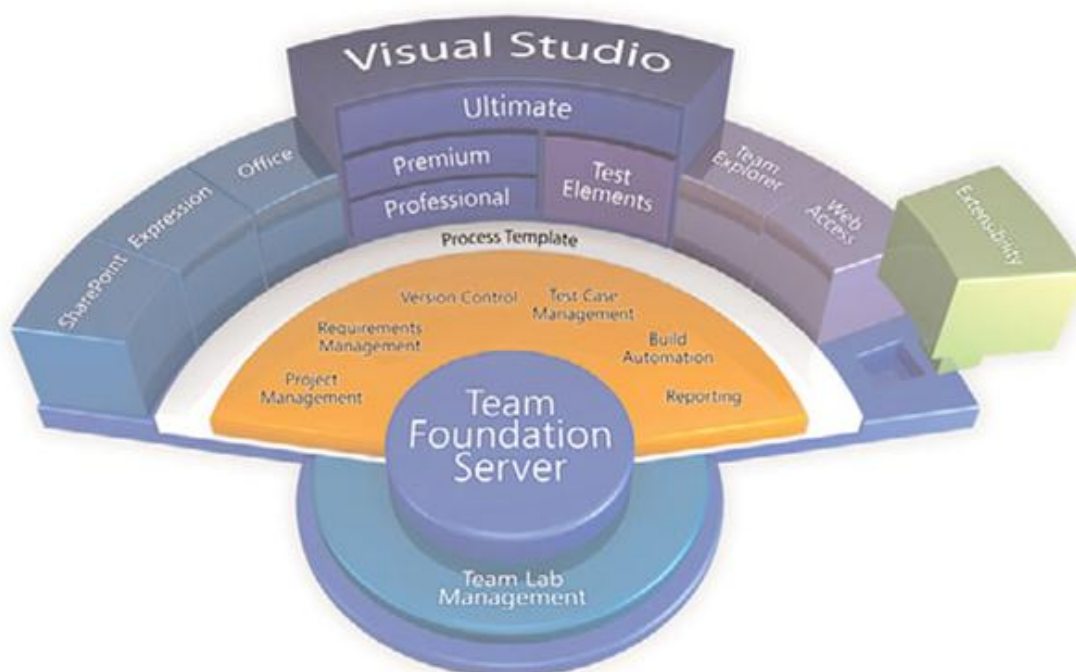 Visual Studio
Ultimate
Premium
Professional
Test
Elements
Office
Expression
SharePoint
Team
Explorer
Web
Access
Extensibility
Process Template
Version Control
Test Case
Management
Requirements
Management
Build
Automation
Project
Management
Reporting
Team
Foundation
Server
Team Lab
Management